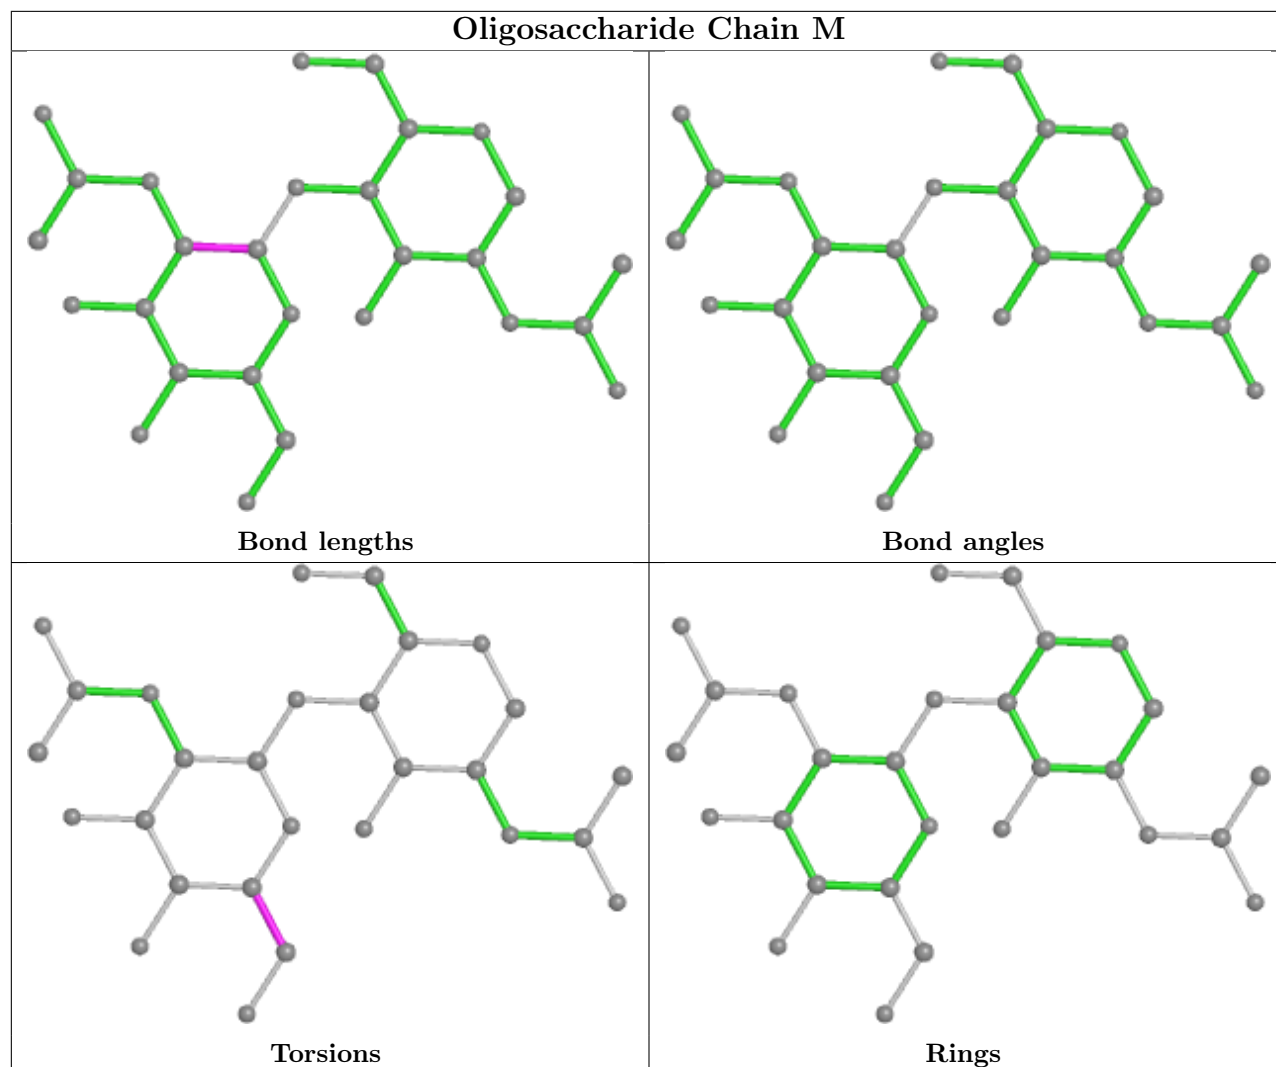 Oligosaccharide Chain M
Bond lengths
Bond angles
Torsions
Rings